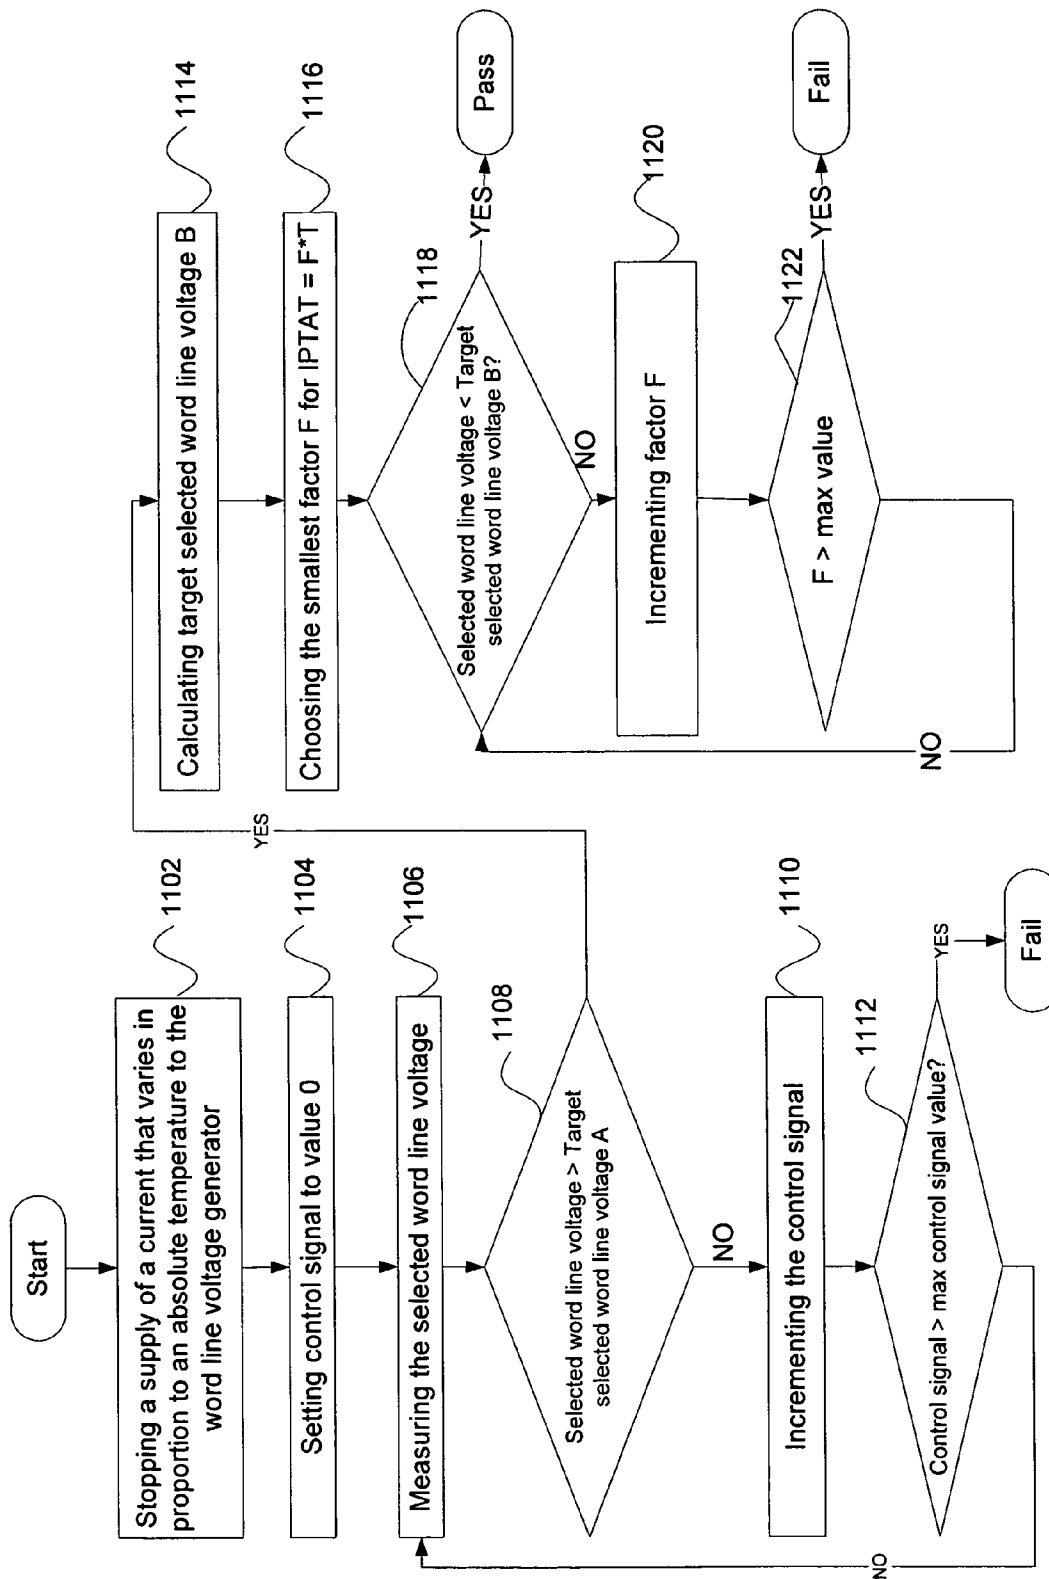 Start
Stopping a supply of a current that varies in
proportion to an absolute temperature to the
word line voltage generator
1102
Setting control signal to value 0
1104
Measuring the selected word line voltage
1106
Selected word line voltage > Target
selected word line voltage A
1108
YES
NO
Incrementing the control signal
1110
Control signal > max control signal value?
1112
YES
Fail
NO
Calculating target selected word line voltage B
1114
Choosing the smallest factor F for IPTAT = F*T
1116
Selected word line voltage < Target
selected word line voltage B?
1118
YES
Pass
NO
Incrementing factor F
1120
F > max value
1122
YES
Fail
NO